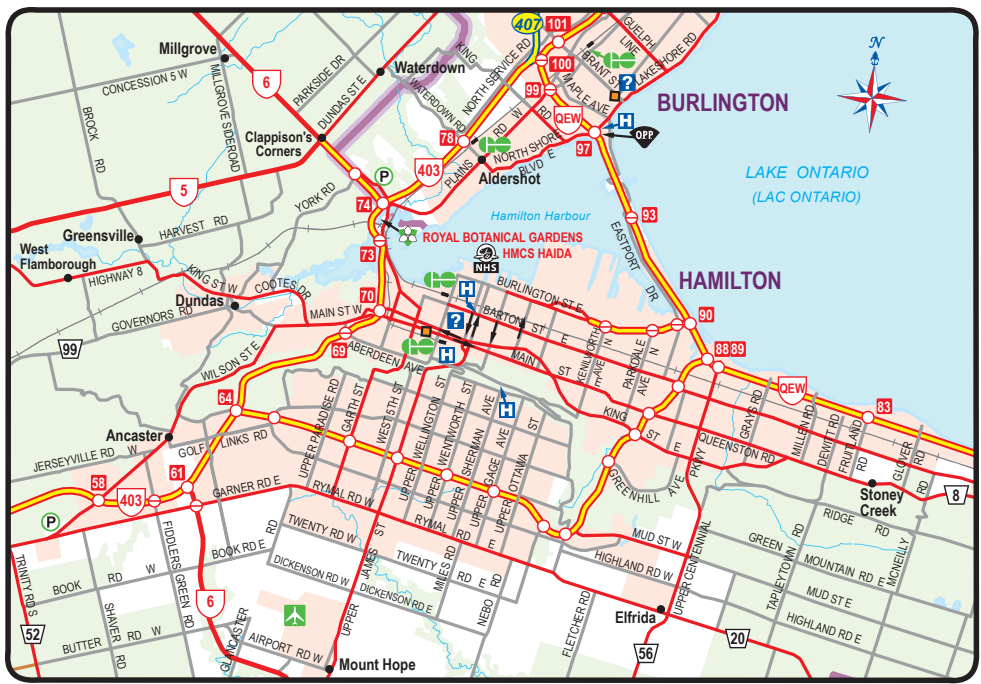 407
101
GUELPH
LINE
LAKESHORE RD
BRANT ST
KING
NORTH SERVICE RD
100
99
MAPLE AVE
QEW
?
H
OPP
97
BURLINGTON
N
Millgrove
CONCESSION 5 W
MILLGROVE SIDEROAD
PARKSIDE DR
DUNDAS ST E
Waterdown
WATERDOWN RD
6
BROCK
RD
Clappison's
Corners
78
403
PLAINS
RD
W
RD
NORTH SHORE
BLVD E
Aldershot
P
5
YORK RD
74
LAKE ONTARIO
(LAC ONTARIO)
Hamilton Harbour
93
EASTPORT
DR
ROYAL BOTANICAL GARDENS
HMCS HAIDA
NHS
73
Greensville
HARVEST RD
West
Flamborough
HIGHWAY 8
KING ST W
COOTES DR
Dundas
GOVERNORS RD
99
70
MAIN ST W
69
WILSON ST E
ABERDEEN AVE
HAMILTON
H
?
H
BURLINGTON ST E
BARTON ST E
MAIN ST E
KENILWORTH
AVE
N
PARKDALE
AVE
N
90
88
89
QEW
83
64
H
KING ST E
QUEENSTON RD
GRAYS RD
MILLEN RD
DEWITT RD
FRUITLAND
RD
GLOVER
RD
Stoney
Creek
8
UPPER PARADISE RD
GARTH ST
WEST 5TH ST
UPPER WELLINGTON ST
UPPER WENTWORTH ST
UPPER SHERMAN AVE
UPPER GAGE AVE
UPPER OTTAWA ST
GREENHILL AVE
PKWY
Ancaster
JERSEYVILLE RD W
GOLF LINKS RD
61
58
403
P
GARNER RD E
RYMAL RD W
RYMAL RD E
TWENTY RD W
TWENTY RD E
MUD ST W
HIGHLAND RD W
UPPER CENTENNIAL
RIDGE RD
GREEN MOUNTAIN RD E
MCNEILLY
RD
TAPLEYTOWN RD
MUD ST E
HIGHLAND RD E
TRINITY RD S
52
BOOK RD W
BOOK RD E
BUTTER RD W
SHAVER
RD
FIDDLERS GREEN RD
6
GLANCASTER
RD
DICKENSON RD W
DICKENSON RD E
AIRPORT RD W
Mount Hope
UPPER JAMES ST
MILES RD
NEBO RD
FLETCHER RD
Elfrida
56
20